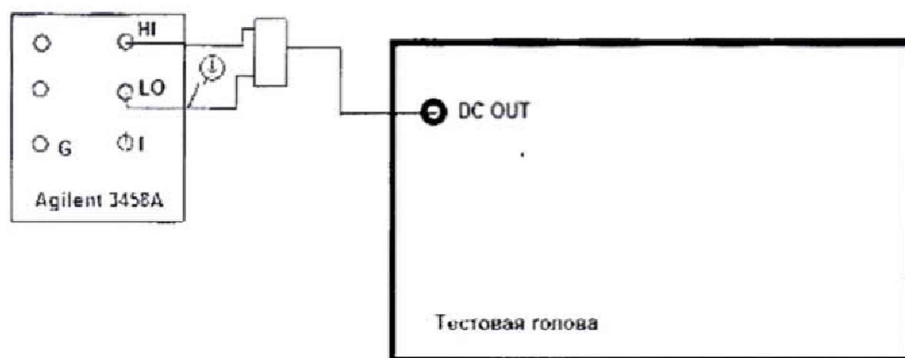 HI
LO
G I
Agilent 3458A
DC OUT
Тестовая голова